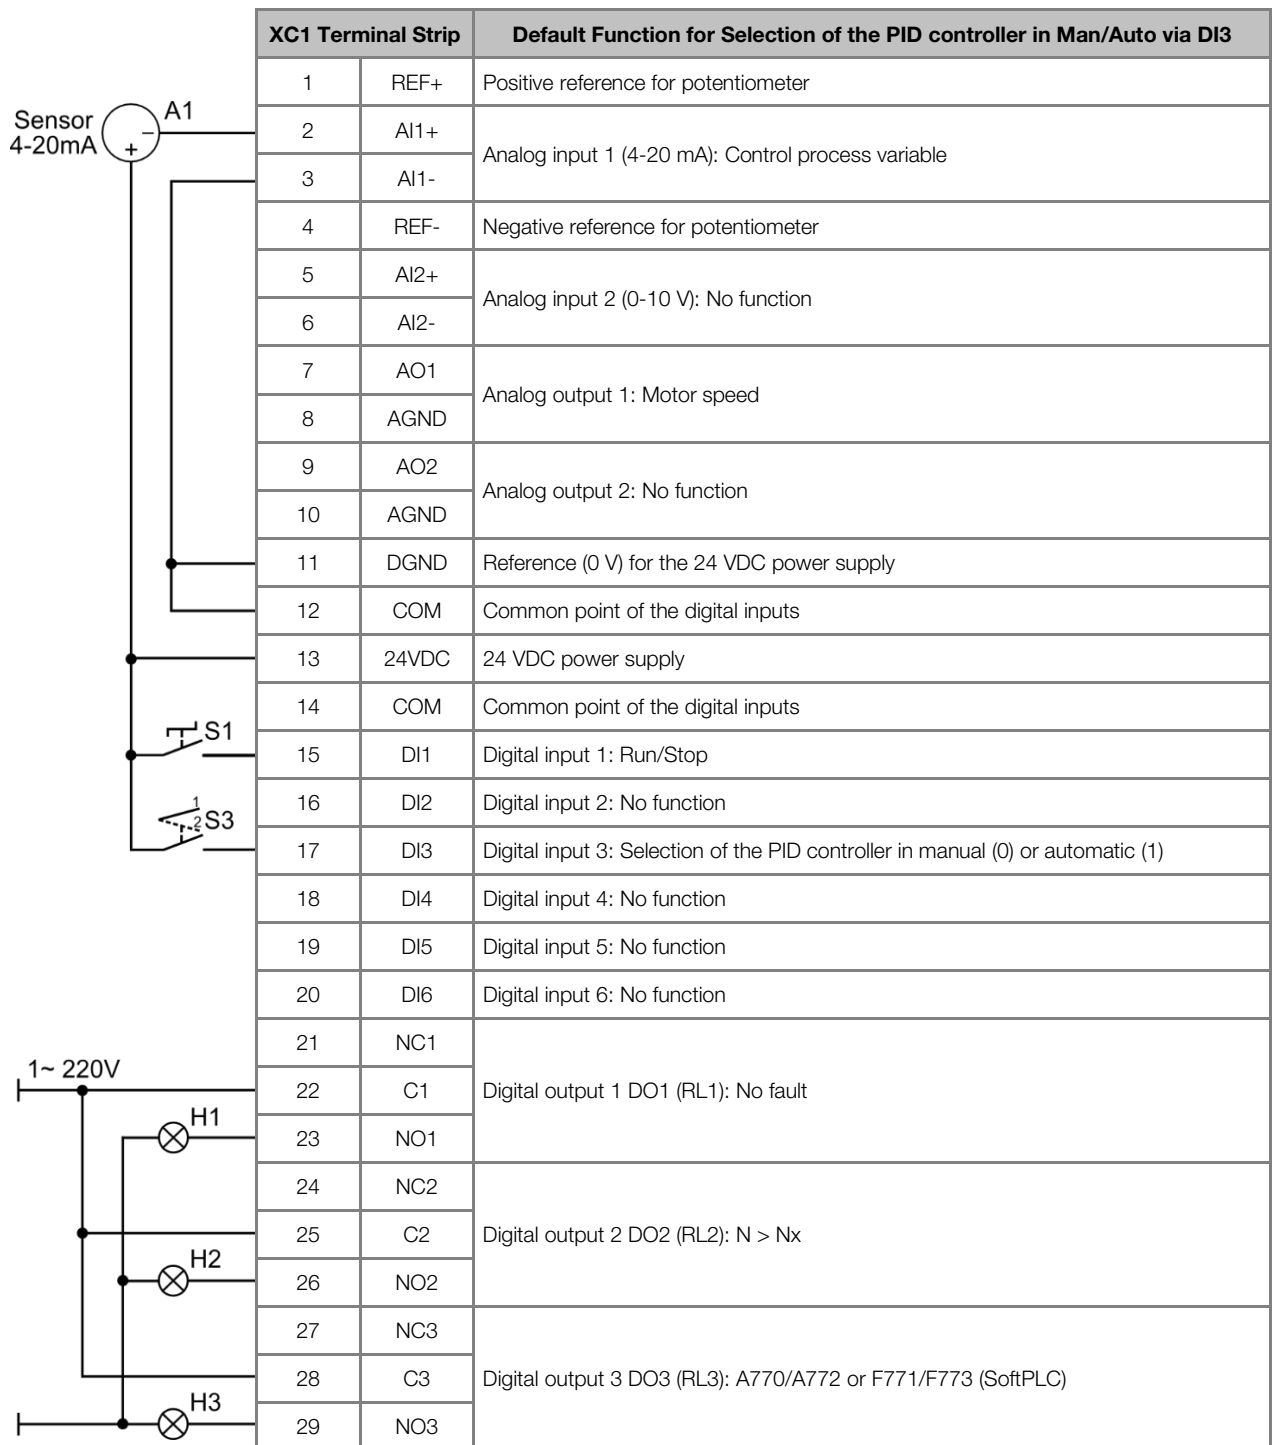 XC1 Terminal Strip Default Function for Selection of the PID controller in Man/Auto via DI3
1 REF+ Positive reference for potentiometer
Sensor
4-20mA
A1
+
−
2 AI1+
Analog input 1 (4-20 mA): Control process variable
3 AI1-
4 REF- Negative reference for potentiometer
5 AI2+
Analog input 2 (0-10 V): No function
6 AI2-
7 AO1
Analog output 1: Motor speed
8 AGND
9 AO2
Analog output 2: No function
10 AGND
11 DGND Reference (0 V) for the 24 VDC power supply
12 COM Common point of the digital inputs
13 24VDC 24 VDC power supply
14 COM Common point of the digital inputs
S1
15 DI1 Digital input 1: Run/Stop
16 DI2 Digital input 2: No function
1
2
S3
17 DI3 Digital input 3: Selection of the PID controller in manual (0) or automatic (1)
18 DI4 Digital input 4: No function
19 DI5 Digital input 5: No function
20 DI6 Digital input 6: No function
21 NC1
1~ 220V
22 C1 Digital output 1 DO1 (RL1): No fault
H1
23 NO1
24 NC2
25 C2 Digital output 2 DO2 (RL2): N > Nx
H2
26 NO2
27 NC3
28 C3 Digital output 3 DO3 (RL3): A770/A772 or F771/F773 (SoftPLC)
H3
29 NO3